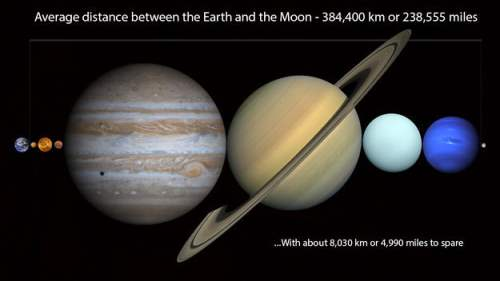 Average distance between the Earth and the Moon - 384,400 km or 238,555 miles
...With about 8,030 km or 4,990 miles to spare